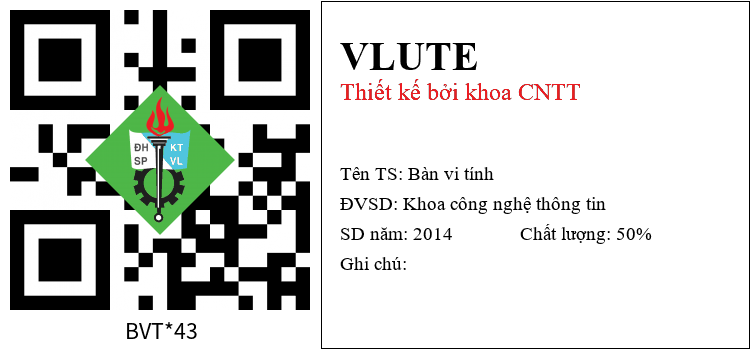 ĐH KT
SP VL
BVT*43
VLUTE
Thiết kế bởi khoa CNTT
Tên TS: Bàn vi tính
ĐVSD: Khoa công nghệ thông tin
SD năm: 2014 Chất lượng: 50%
Ghi chú: